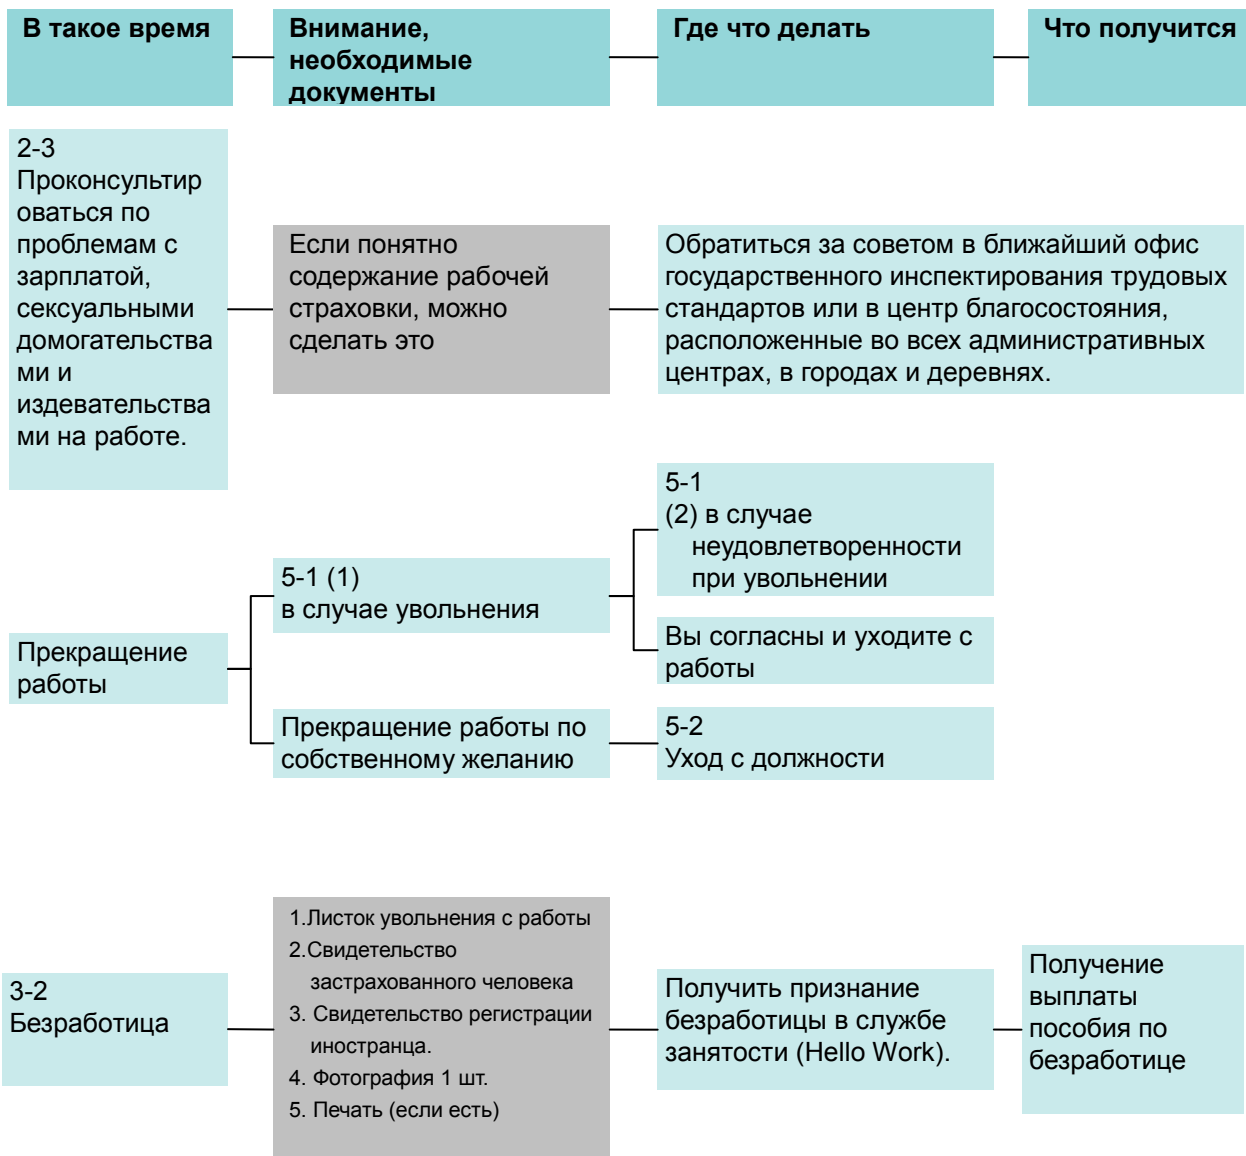 В такое время
Внимание,
необходимые
документы
Где что делать
Что получится
2-3
Проконсультир
оваться по
проблемам с
зарплатой,
сексуальными
домогательства
ми и
издевательства
ми на работе.
Если понятно
содержание рабочей
страховки, можно
сделать это
Обратиться за советом в ближайший офис
государственного инспектирования трудовых
стандартов или в центр благосостояния,
расположенные во всех административных
центрах, в городах и деревнях.
Прекращение
работы
5-1 (1)
в случае увольнения
5-1
(2) в случае
неудовлетворенности
при увольнении
Вы согласны и уходите с
работы
Прекращение работы по
собственному желанию
5-2
Уход с должности
3-2
Безработица
1.Листок увольнения с работы
2.Свидетельство
застрахованного человека
3. Свидетельство регистрации
иностранца.
4. Фотография 1 шт.
5. Печать (если есть)
Получить признание
безработицы в службе
занятости (Hello Work).
Получение
выплаты
пособия по
безработице